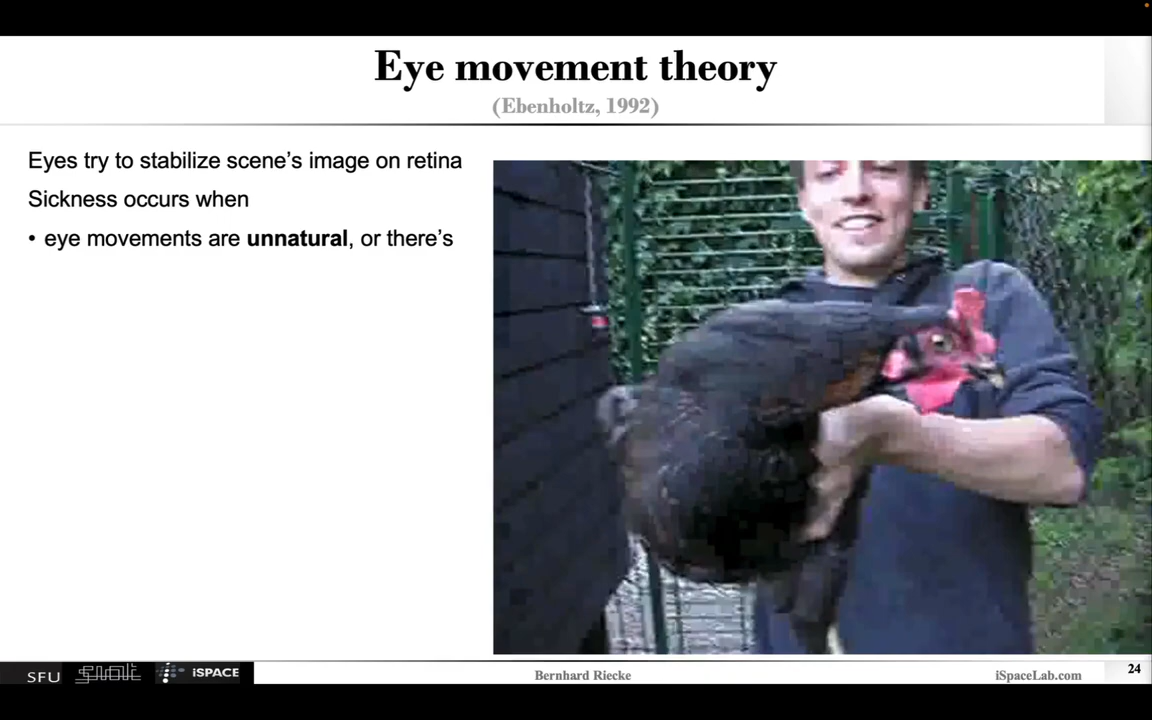 Eye movement theory
(Ebenholtz, 1992)
Eyes try to stabilize scene's image on retina
Sickness occurs when
• eye movements are unnatural, or there's
SFU iSPACE Bernhard Riecke iSpaceLab.com 24